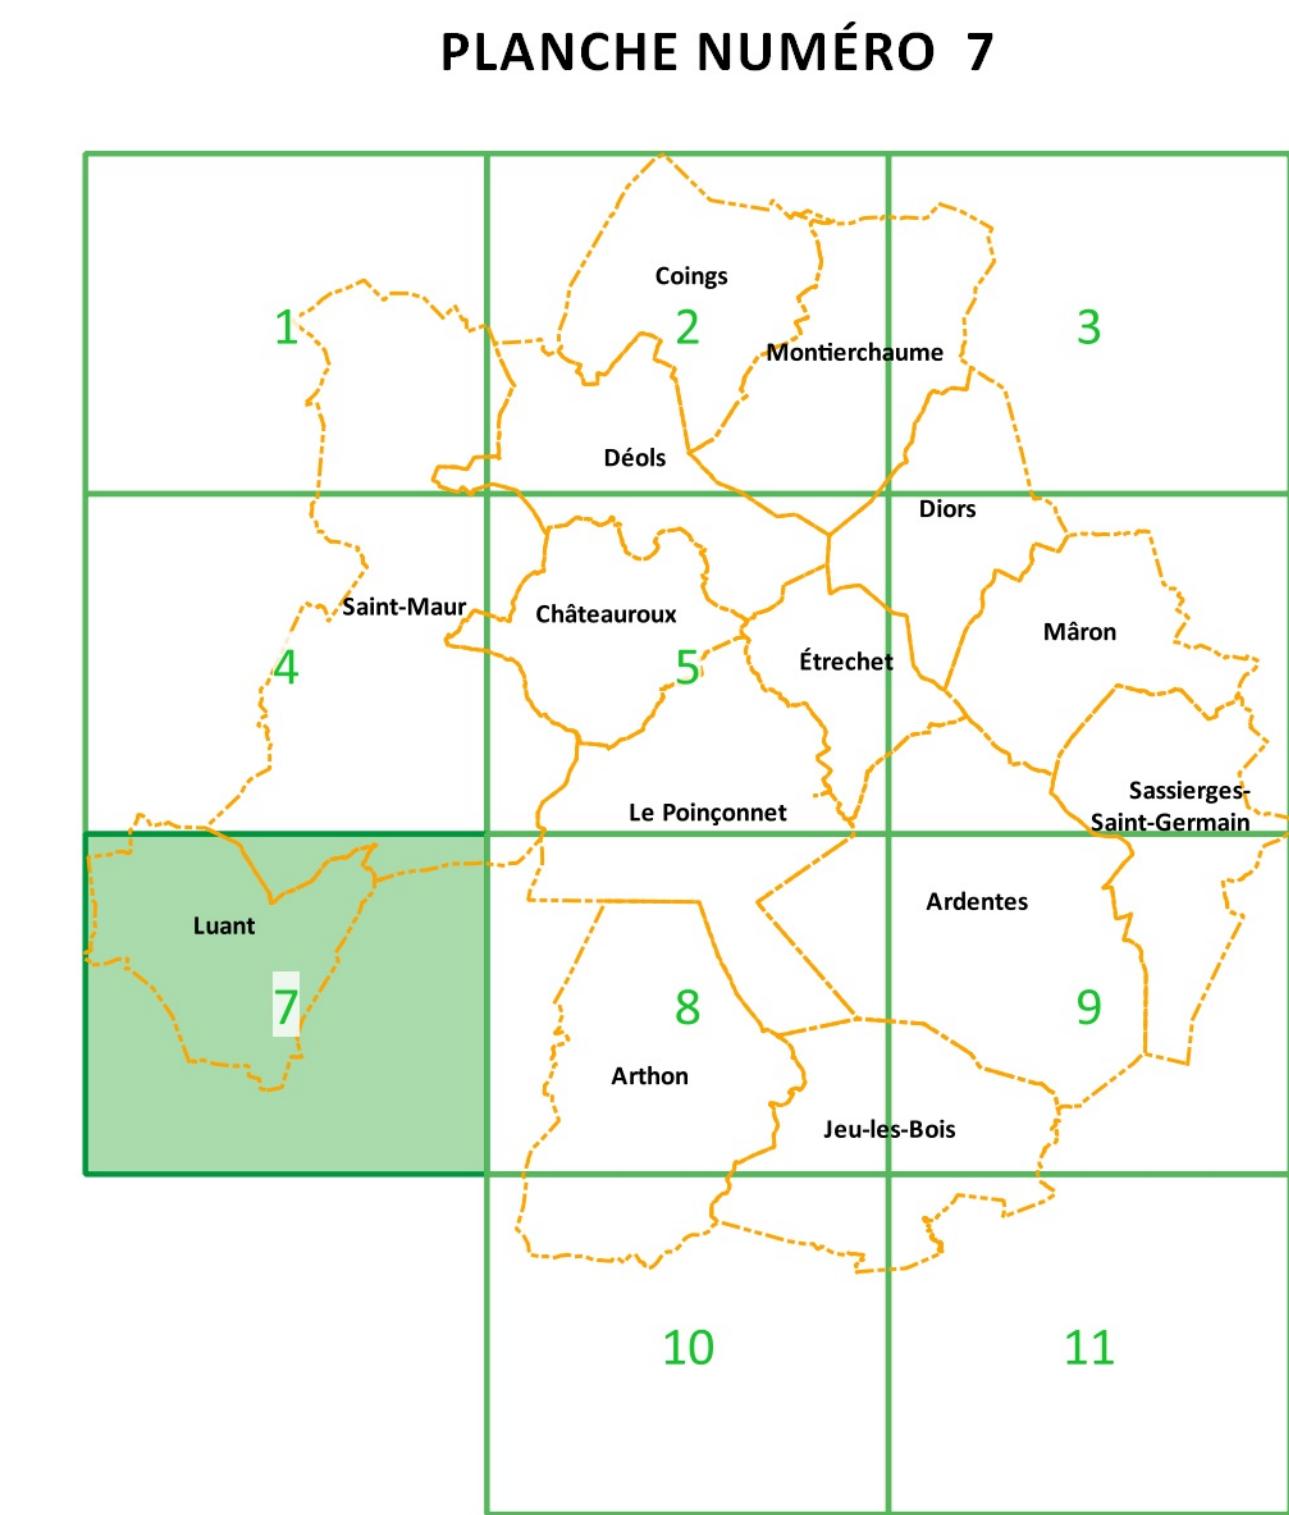 PLANCHE NUMÉRO 7
Coings
1
2
3
Montierchaume
Déols
Diors
Saint-Maur
Châteauroux
Mâron
4
5
Étrechet
Sassierges-
Saint-Germain
Le Poinçonnet
Ardentes
Luant
7
8
9
Arthon
Jeu-les-Bois
10
11